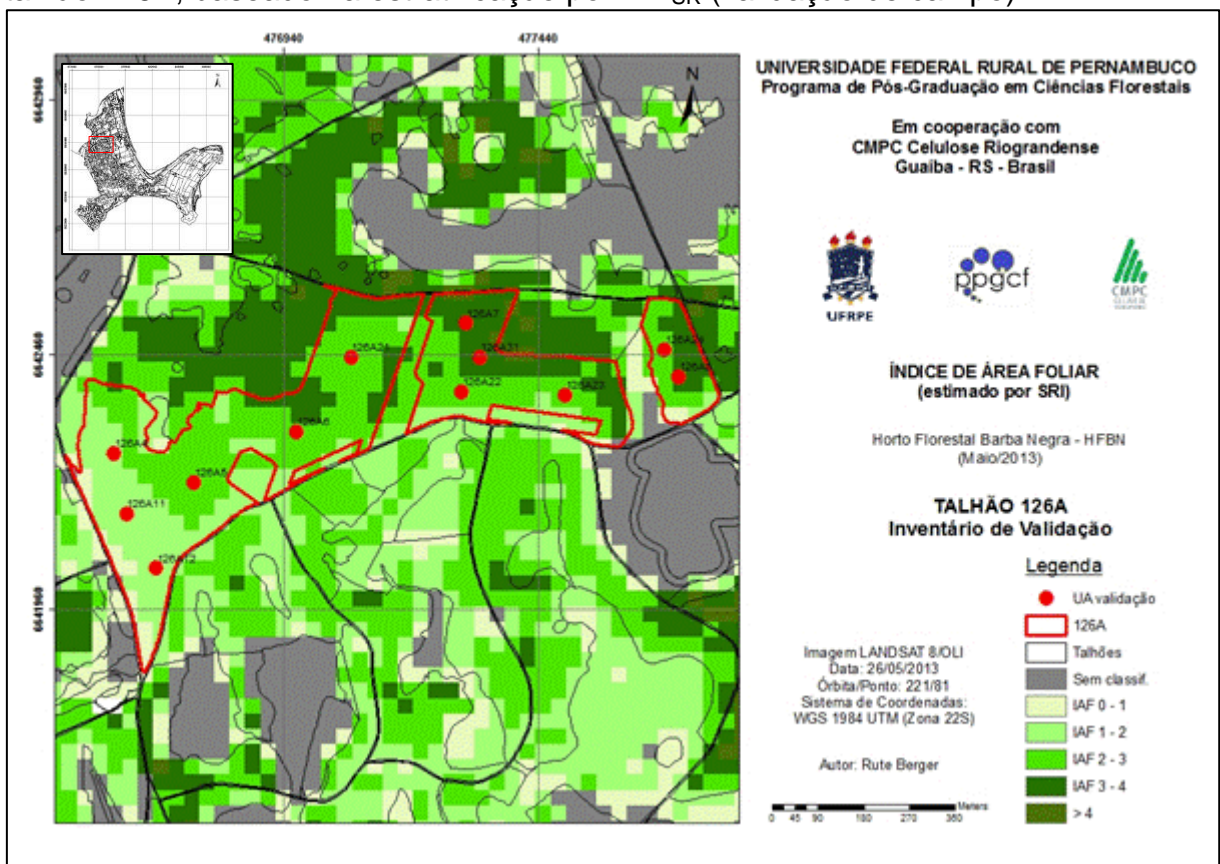 476940
477440
6642960
6642460
6641960
N
126A7
126A31
126A22
126A23
126A6
126A4
126A11
126A12
UNIVERSIDADE FEDERAL RURAL DE PERNAMBUCO
Programa de Pós-Graduação em Ciências Florestais
Em cooperação com
CMPC Celulose Riograndense
Guaíba - RS - Brasil
UFRPE
ppgcf
CMPC
ÍNDICE DE ÁREA FOLIAR
(estimado por SRI)
Horto Florestal Barba Negra - HFBN
(Maio/2013)
TALHÃO 126A
Inventário de Validação
Legenda
UA validação
126A
Talhões
Sem classif.
IAF 0 - 1
IAF 1 - 2
IAF 2 - 3
IAF 3 - 4
> 4
Imagem LANDSAT 8/OLI
Data: 26/05/2013
Órbita/Ponto: 221/81
Sistema de Coordenadas:
WGS 1984 UTM (Zona 22S)
Autor: Rute Berger
Meters
0 45 90 180 270 360